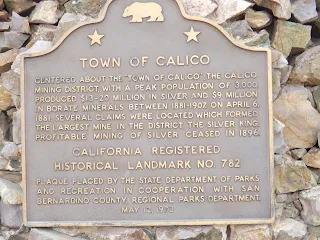 TOWN OF CALICO
CENTERED ABOUT THE "TOWN OF CALICO" THE CALICO
MINING DISTRICT WITH A PEAK POPULATION OF 3,000
PRODUCED $13-20 MILLION IN SILVER AND $9 MILLION
IN BORATE MINERALS BETWEEN 1881-1907. ON APRIL 6,
1881 SEVERAL CLAIMS WERE LOCATED WHICH FORMED
THE LARGEST MINE IN THE DISTRICT THE SILVER KING
PROFITABLE MINING OF SILVER CEASED IN 1896
CALIFORNIA REGISTERED
HISTORICAL LANDMARK NO. 782
PLAQUE PLACED BY THE STATE DEPARTMENT OF PARKS
AND RECREATION IN COOPERATION WITH SAN
BERNARDINO COUNTY REGIONAL PARKS DEPARTMENT
MAY 12, 1973